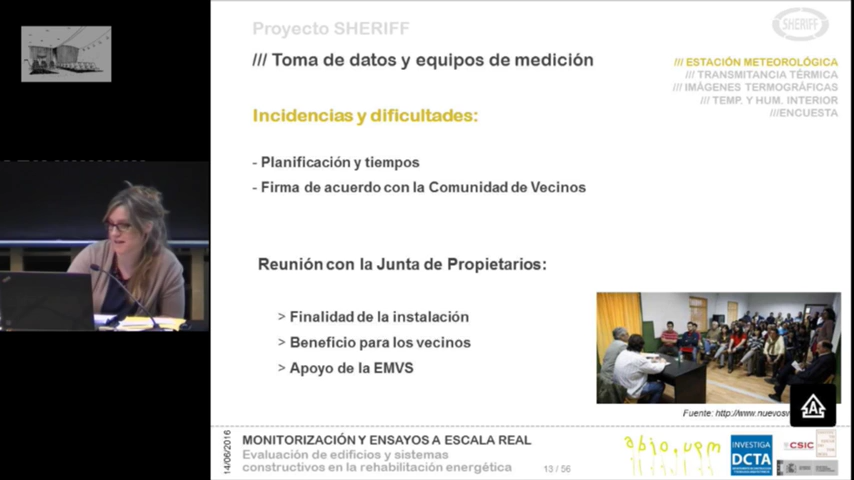 Proyecto SHERIFF
SHERIFF
/// Toma de datos y equipos de medición
/// ESTACIÓN METEOROLÓGICA
/// TRANSMITANCIA TÉRMICA
/// IMÁGENES TERMOGRÁFICAS
/// TEMP. Y HUM. INTERIOR
///ENCUESTA
Incidencias y dificultades:
- Planificación y tiempos
- Firma de acuerdo con la Comunidad de Vecinos
Reunión con la Junta de Propietarios:
> Finalidad de la instalación
> Beneficio para los vecinos
> Apoyo de la EMVS
Fuente: http://www.nuevosv
14/06/2016
MONITORIZACIÓN Y ENSAYOS A ESCALA REAL
Evaluación de edificios y sistemas
constructivos en la rehabilitación energética
13 / 56
abio.upm
INVESTIGA
DCTA
CSIC